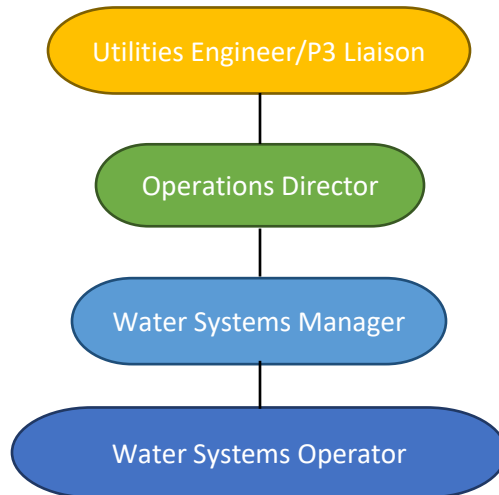 Utilities Engineer/P3 Liaison
Operations Director
Water Systems Manager
Water Systems Operator